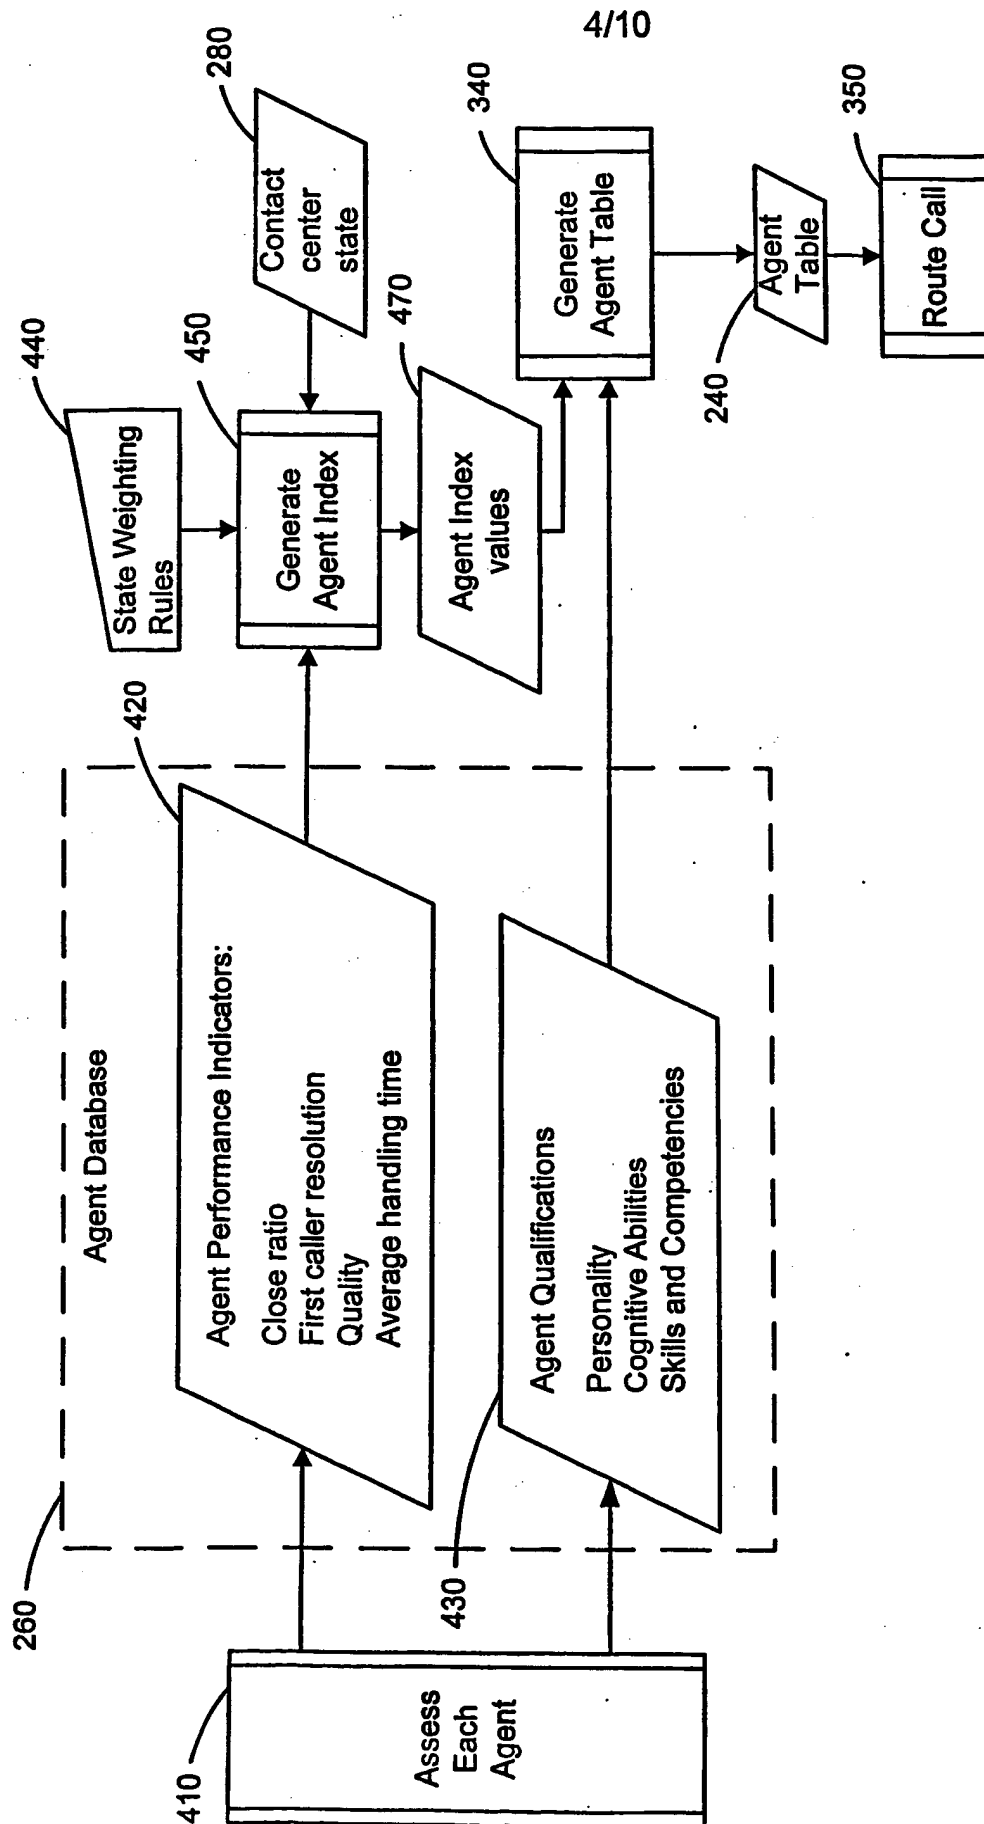 4/10
260
Agent Database
410
Assess
Each
Agent
420
Agent Performance Indicators:
Close ratio
First caller resolution
Quality
Average handling time
430
Agent Qualifications
Personality
Cognitive Abilities
Skills and Competencies
440
State Weighting
Rules
450
Generate
Agent Index
280
Contact
center
state
470
Agent Index
values
340
Generate
Agent Table
240
Agent
Table
350
Route Call